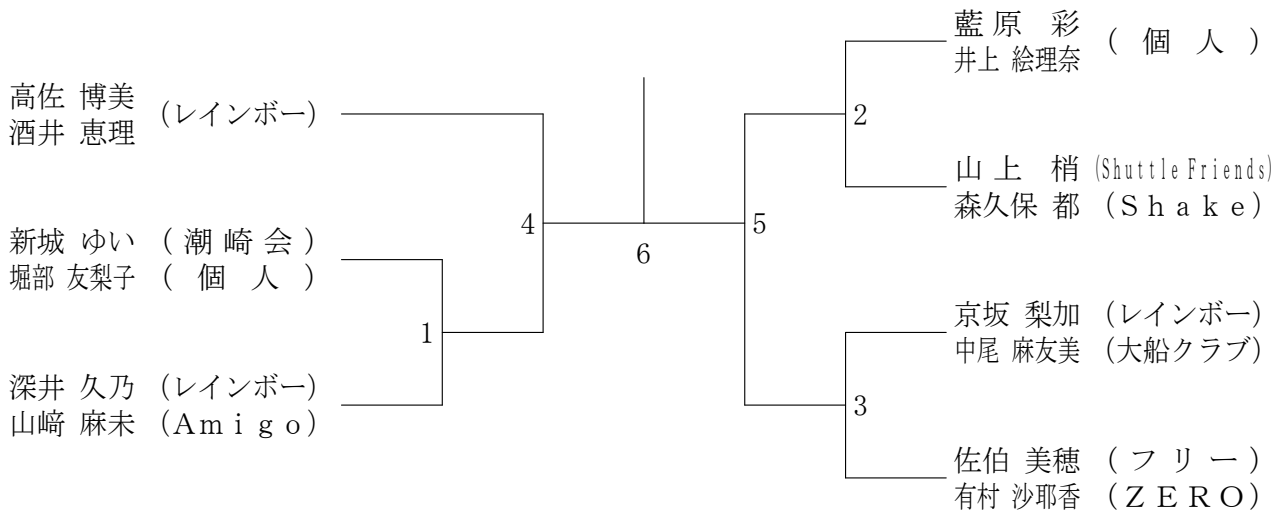 高佐 博美
酒井 恵理
(レインボー)
新城 ゆい (潮崎会)
堀部 友梨子 (個人)
深井 久乃 (レインボー)
山﨑 麻未 (Amigo)
1
4
6
5
2
3
藍原 彩
井上 絵理奈
(個人)
山上 梢 (Shuttle Friends)
森久保 都 (Shake)
京坂 梨加 (レインボー)
中尾 麻友美 (大船クラブ)
佐伯 美穂 (フリー)
有村 沙耶香 (ZERO)